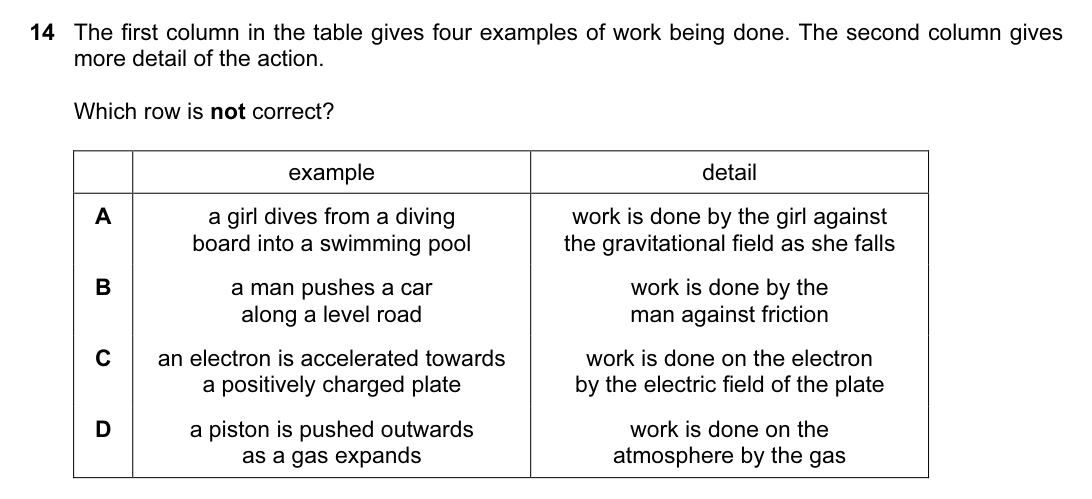 14 The first column in the table gives four examples of work being done. The second column gives
more detail of the action.
Which row is not correct?
example detail
A a girl dives from a diving work is done by the girl against
board into a swimming pool the gravitational field as she falls
B a man pushes a car work is done by the
along a level road man against friction
C an electron is accelerated towards work is done on the electron
a positively charged plate by the electric field of the plate
D a piston is pushed outwards work is done on the
as a gas expands atmosphere by the gas